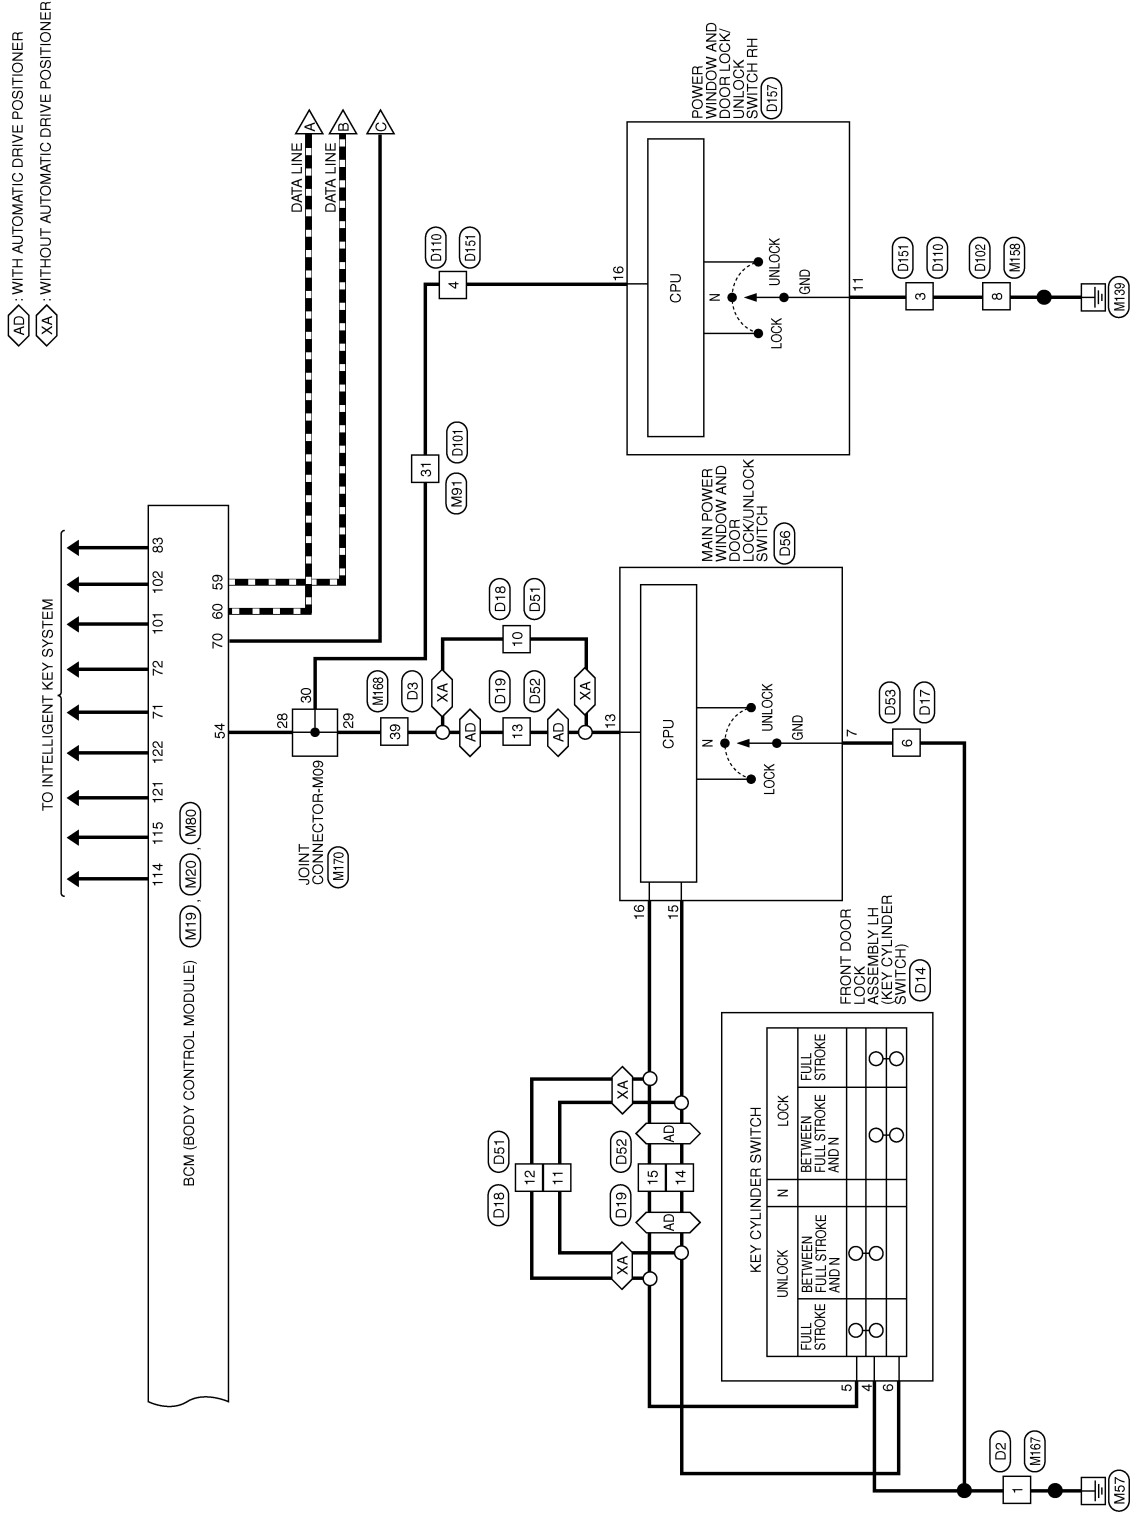 AD : WITH AUTOMATIC DRIVE POSITIONER
XA : WITHOUT AUTOMATIC DRIVE POSITIONER
TO INTELLIGENT KEY SYSTEM
114
115
121
122
71
72
101
102
83
BCM (BODY CONTROL MODULE)
M19 , M20 , M80
54
70
60
59
DATA LINE
A
DATA LINE
B
C
JOINT
CONNECTOR-M09
M170
28
30
29
39
M168
D3
XA
AD
13
D19
D52
AD
XA
10
D18
D51
31
M91
D101
4
D110
D151
13
MAIN POWER
WINDOW AND
DOOR
LOCK/UNLOCK
SWITCH
D56
CPU
LOCK
N
UNLOCK
GND
16
15
7
6
D53
D17
16
POWER
WINDOW AND
DOOR LOCK/
UNLOCK
SWITCH RH
D157
CPU
LOCK
N
UNLOCK
GND
11
3
D151
D110
8
D102
M158
M139
D18
D51
12
11
XA
XA
D19
D52
15
14
AD
AD
FRONT DOOR
LOCK
ASSEMBLY LH
(KEY CYLINDER
SWITCH)
D14
KEY CYLINDER SWITCH
UNLOCK
N
LOCK
FULL
STROKE
BETWEEN
FULL STROKE
AND N
BETWEEN
FULL STROKE
AND N
FULL
STROKE
5
4
6
1
D2
M167
M57